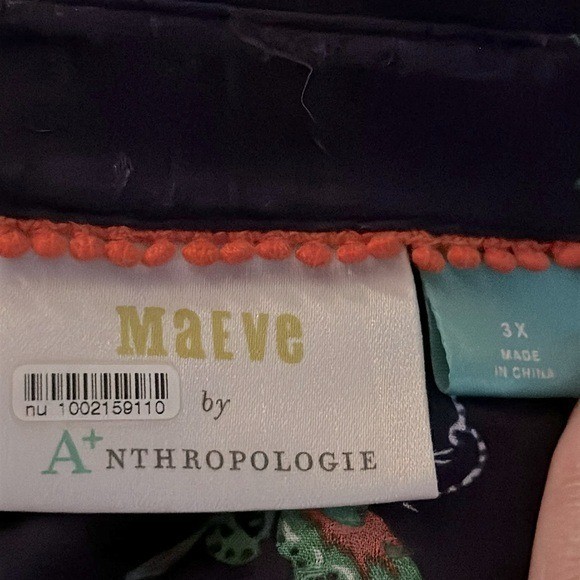 MaEve
nu 1002159110
by
A+NTHROPOLOGIE
3X
MADE
IN CHINA